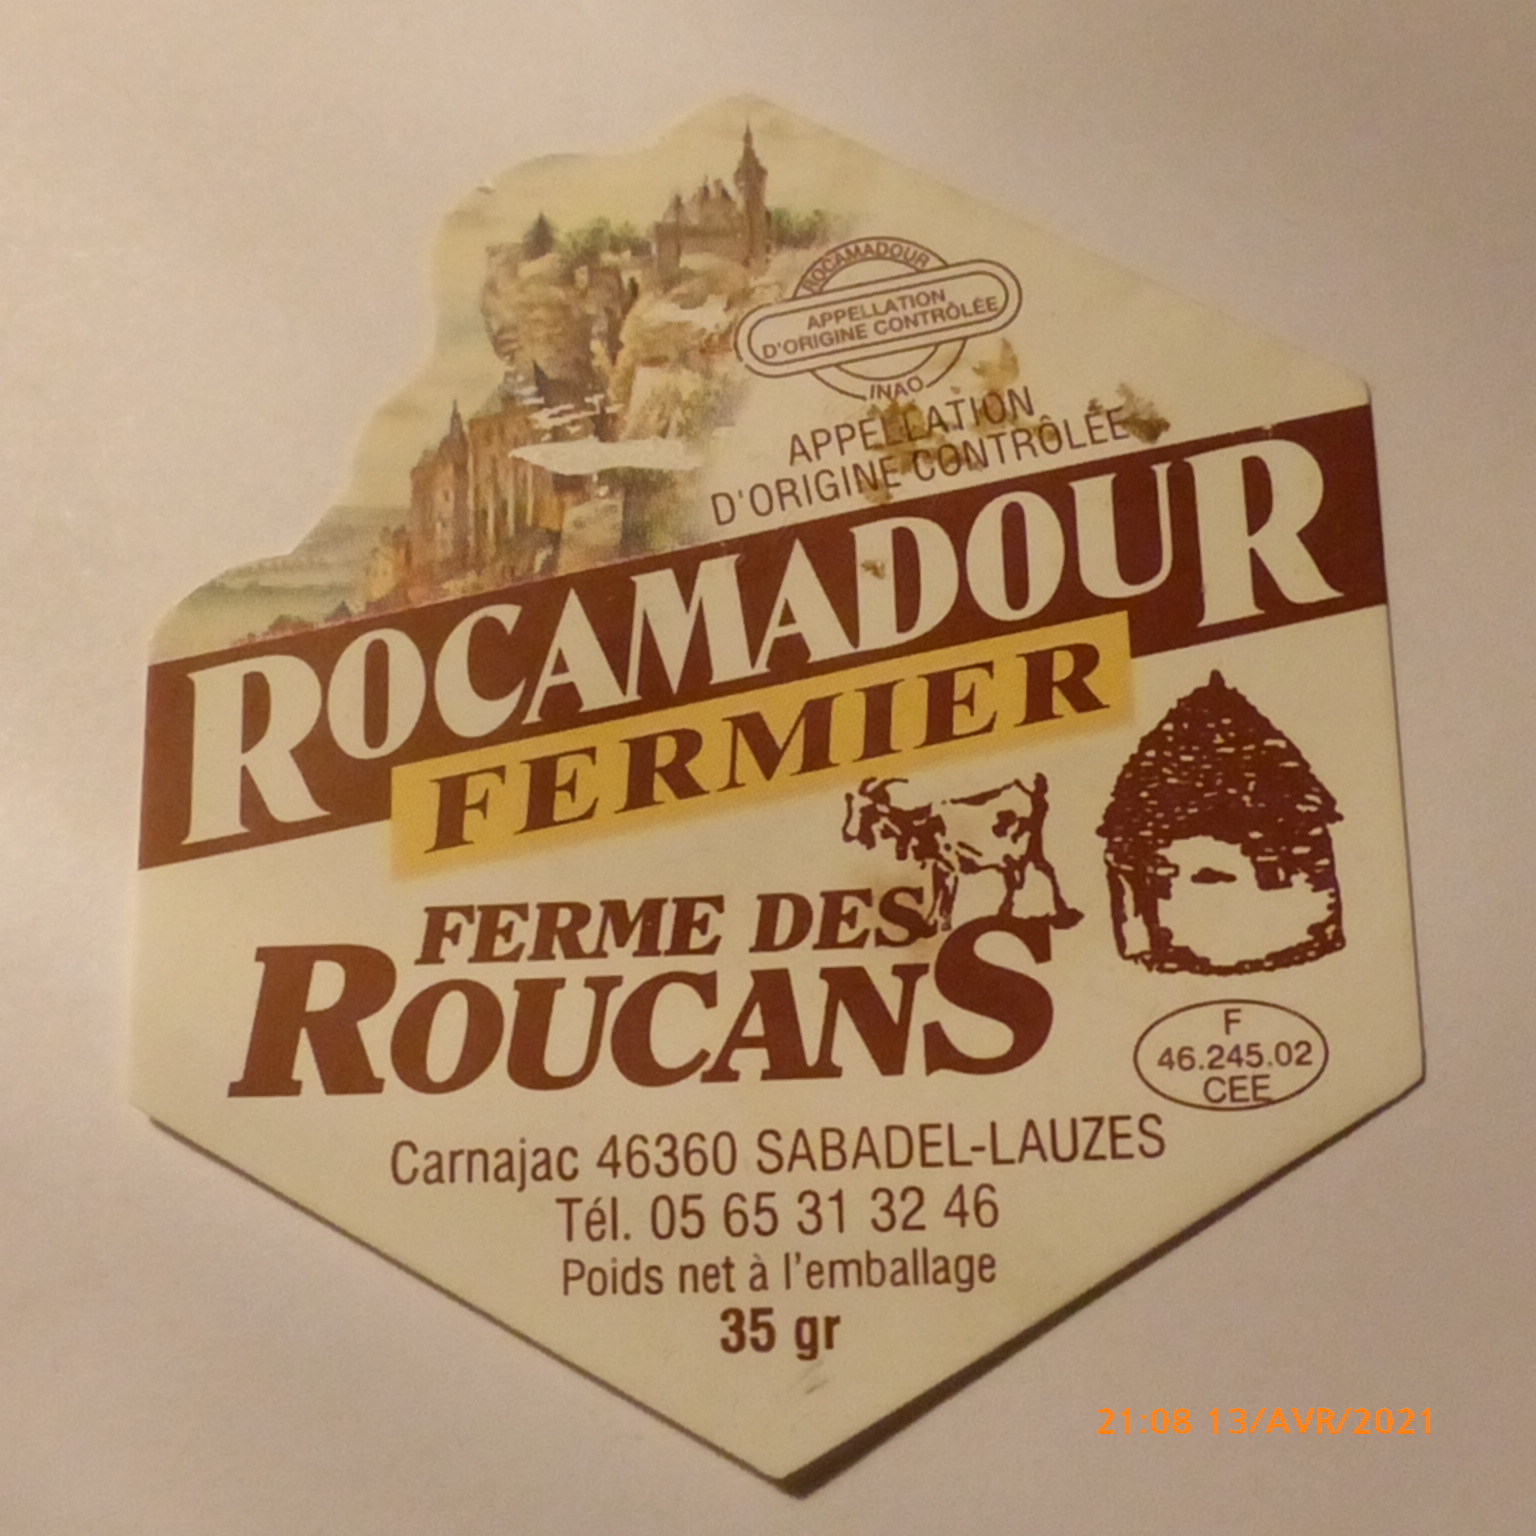 ROCAMADOUR
APPELLATION
D'ORIGINE CONTRÔLÉE
INAO
APPELLATION
D'ORIGINE CONTRÔLÉE
ROCAMADOUR
FERMIER
FERME DES
ROUCANS
F
46.245.02
CEE
Carnajac 46360 SABADEL-LAUZES
Tél. 05 65 31 32 46
Poids net à l'emballage
35 gr
21:08 13/AVR/2021